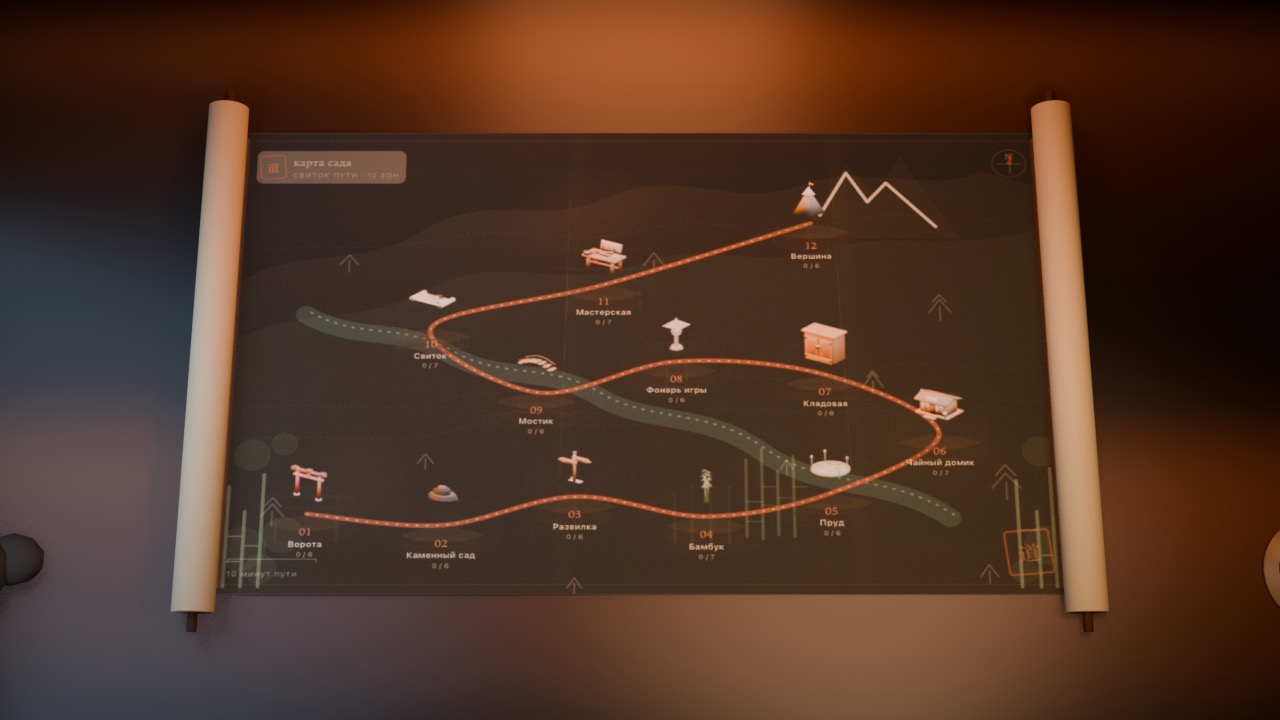 道
карта сада
СВИТОК ПУТИ · 12 ЗОН
N
12
Вершина
0/6
11
Мастерская
0/7
10
Свиток
0/7
09
Мостик
0/6
08
Фонарь игры
0/6
07
Кладовая
0/6
06
Чайный домик
0/7
05
Пруд
0/6
04
Бамбук
0/7
03
Развилка
0/6
02
Каменный сад
0/6
01
Ворота
0/6
10 минут пути
道